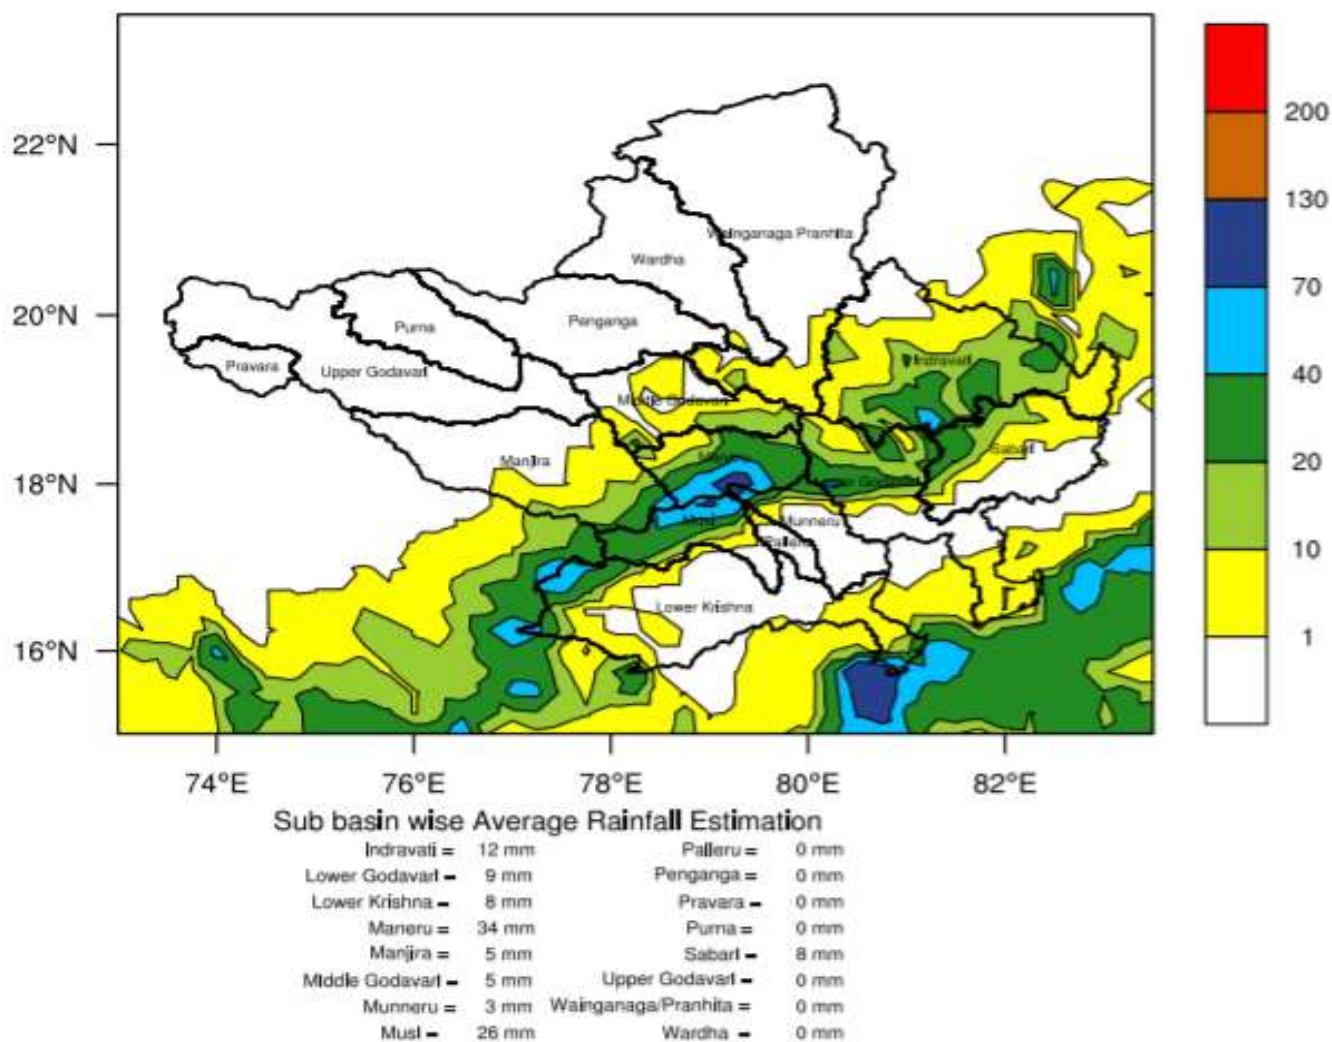 200
22°N
130
Wainganaga Pranhita
Wardha
70
20°N
Purna
Penganga
Pravara
Upper Godavari
Indravati
40
Middle Godavari
Manjira
Sabari
20
18°N
Godavari
Musi
Munneru
Palleru
10
Lower Krishna
16°N
1
74°E 76°E 78°E 80°E 82°E
Sub basin wise Average Rainfall Estimation
Indravati = 12 mm Palleru = 0 mm
Lower Godavari = 9 mm Penganga = 0 mm
Lower Krishna = 8 mm Pravara = 0 mm
Maneru = 34 mm Purna = 0 mm
Manjira = 5 mm Sabari = 8 mm
Middle Godavari = 5 mm Upper Godavari = 0 mm
Munneru = 3 mm Wainganaga/Pranhita = 0 mm
Musi = 26 mm Wardha = 0 mm